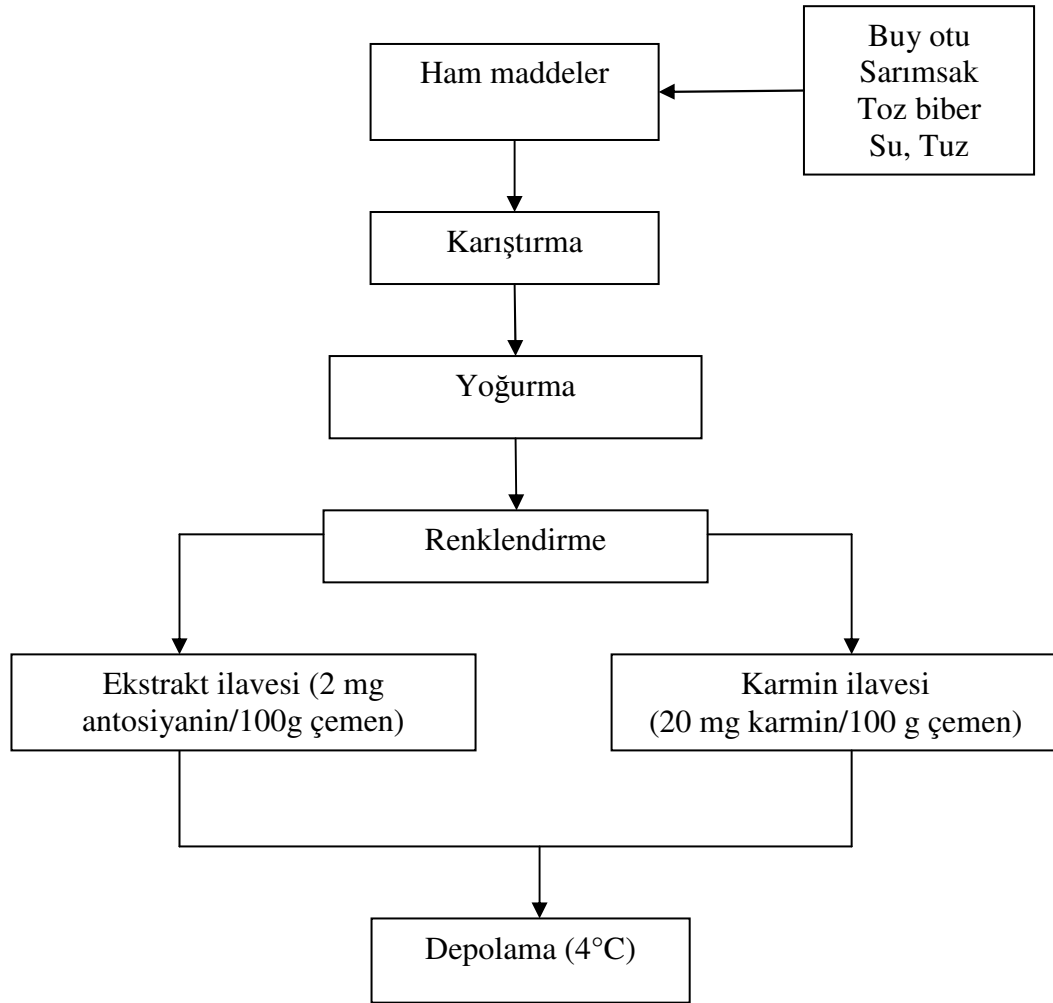 Ham maddeler
Buy otu
Sarımsak
Toz biber
Su, Tuz
Karıştırma
Yoğurma
Renklendirme
Ekstrakt ilavesi (2 mg
antosiyanin/100g çemen)
Karmin ilavesi
(20 mg karmin/100 g çemen)
Depolama (4°C)